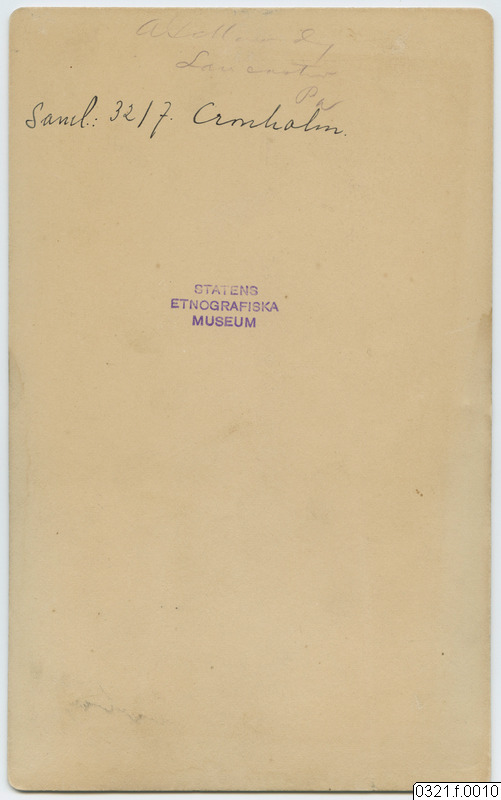 Lancaster
Pa
Saml.: 32/7. Cronholm.
STATENS
ETNOGRAFISKA
MUSEUM
0321.f.0010